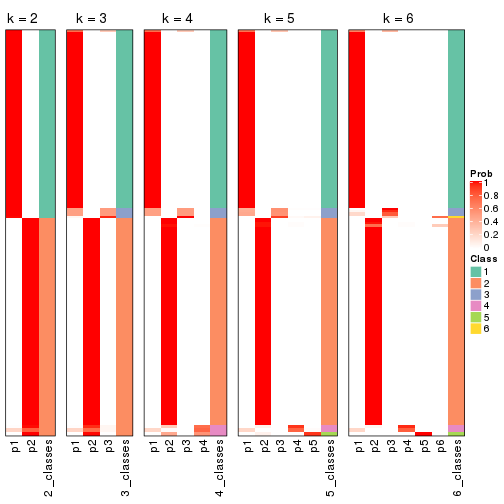 k = 2
k = 3
k = 4
k = 5
k = 6
Prob
1
0.8
0.6
0.4
0.2
0
Class
1
2
3
4
5
6
p1
p2
2_classes
p1
p2
p3
3_classes
p1
p2
p3
p4
4_classes
p1
p2
p3
p4
p5
5_classes
p1
p2
p3
p4
p5
p6
6_classes